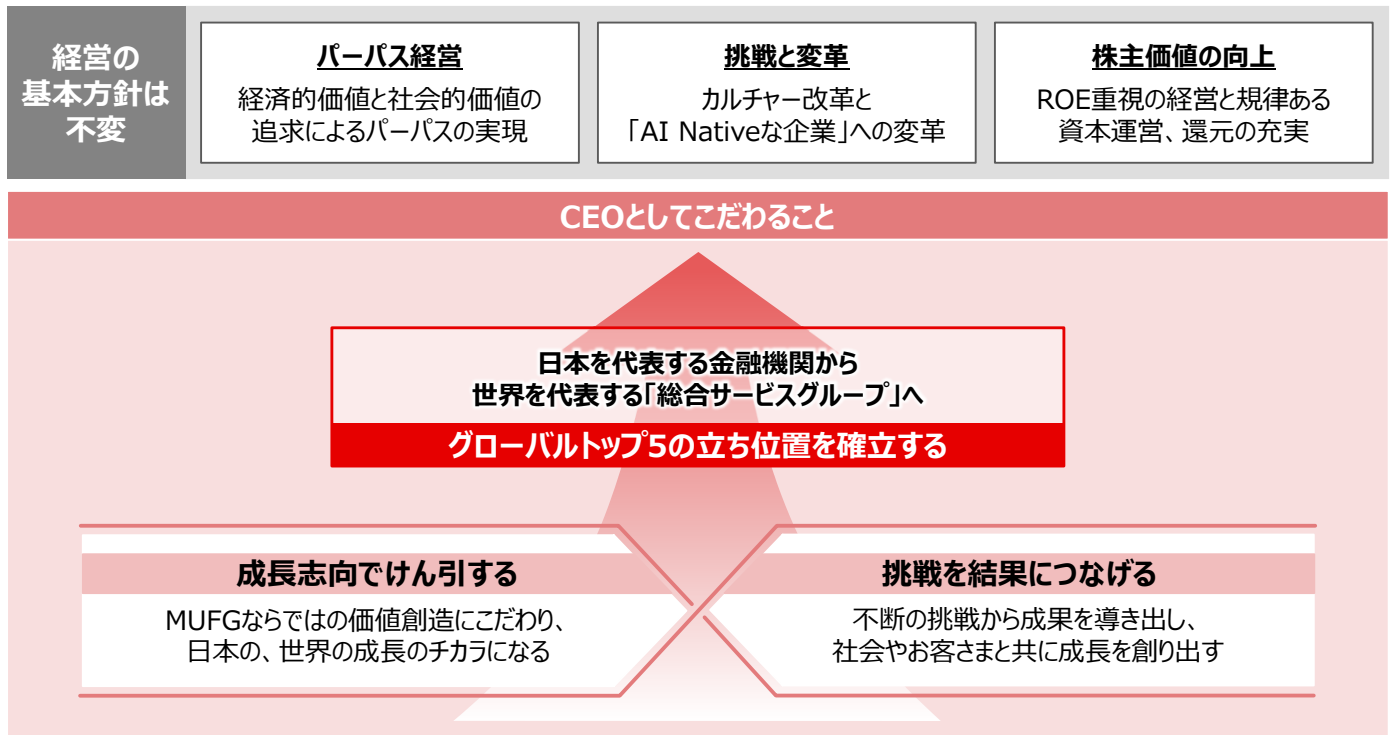 経営の
基本方針は
不変
パーパス経営
経済的価値と社会的価値の
追求によるパーパスの実現
挑戦と変革
カルチャー改革と
「AI Nativeな企業」への変革
株主価値の向上
ROE重視の経営と規律ある
資本運営、還元の充実
CEOとしてこだわること
日本を代表する金融機関から
世界を代表する「総合サービスグループ」へ
グローバルトップ5の立ち位置を確立する
成長志向でけん引する
MUFGならではの価値創造にこだわり、
日本の、世界の成長のチカラになる
挑戦を結果につなげる
不断の挑戦から成果を導き出し、
社会やお客さまと共に成長を創り出す